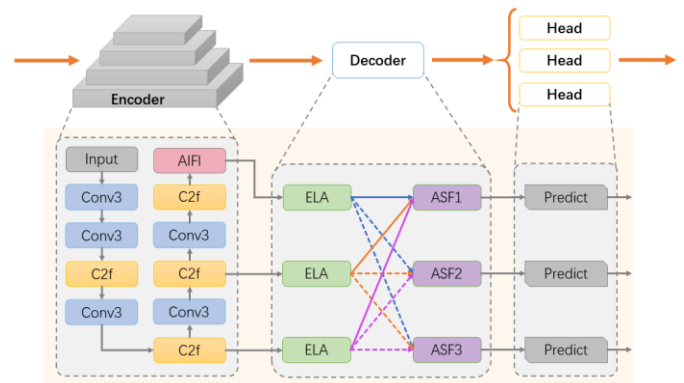 Encoder
Decoder
Head
Head
Head
Input
Conv3
Conv3
C2f
Conv3
AIFI
C2f
Conv3
C2f
Conv3
C2f
ELA
ELA
ELA
ASF1
ASF2
ASF3
Predict
Predict
Predict